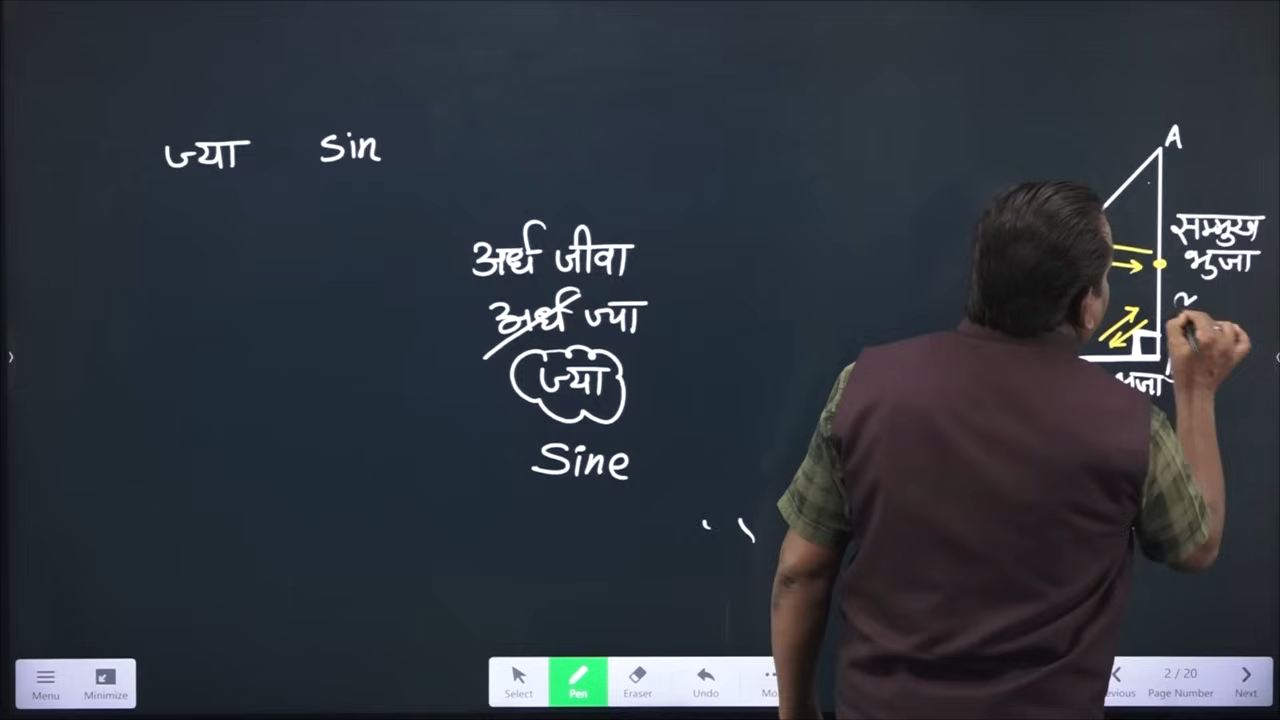 ज्या sin
A
अर्ध जीवा
सम्मुख
भुजा
अर्ध ज्या
ज्या
Sine
Menu
Minimize
Select
Pen
Eraser
Undo
2 / 20
Page Number
Next